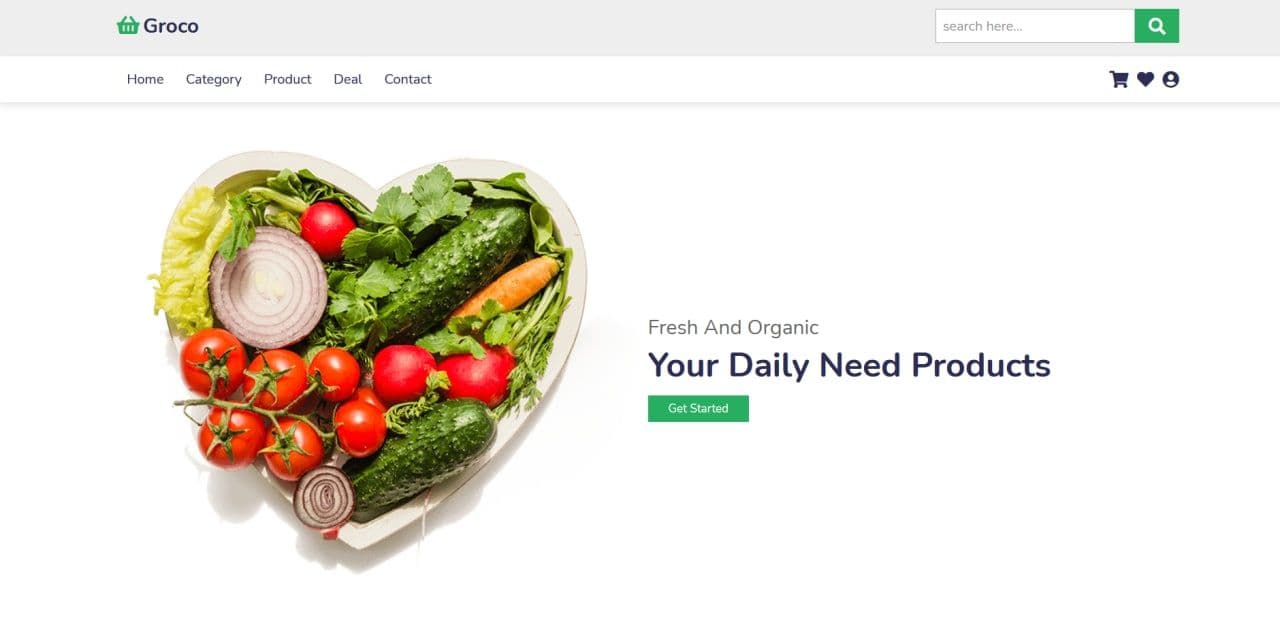 Groco
search here...
Home Category Product Deal Contact
Fresh And Organic
Your Daily Need Products
Get Started